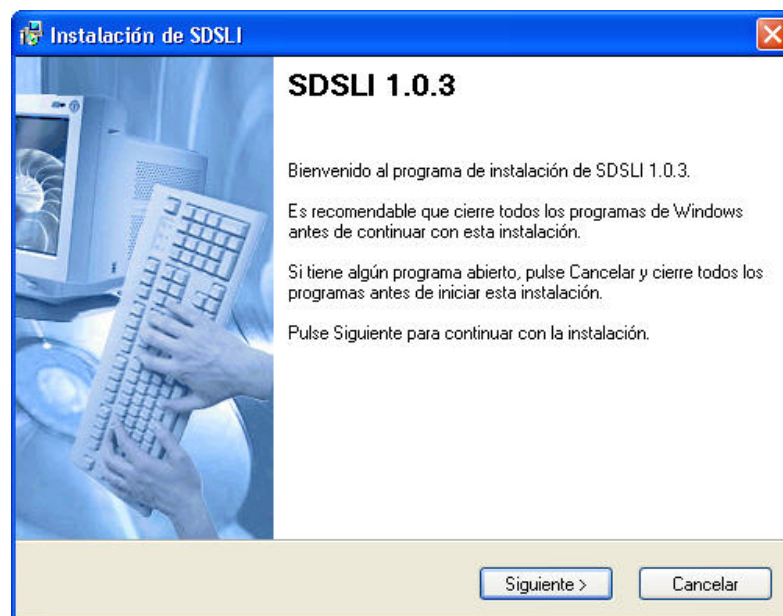 Instalación de SDSLI
SDSLI 1.0.3
Bienvenido al programa de instalación de SDSLI 1.0.3.
Es recomendable que cierre todos los programas de Windows
antes de continuar con esta instalación.
Si tiene algún programa abierto, pulse Cancelar y cierre todos los
programas antes de iniciar esta instalación.
Pulse Siguiente para continuar con la instalación.
Siguiente >
Cancelar